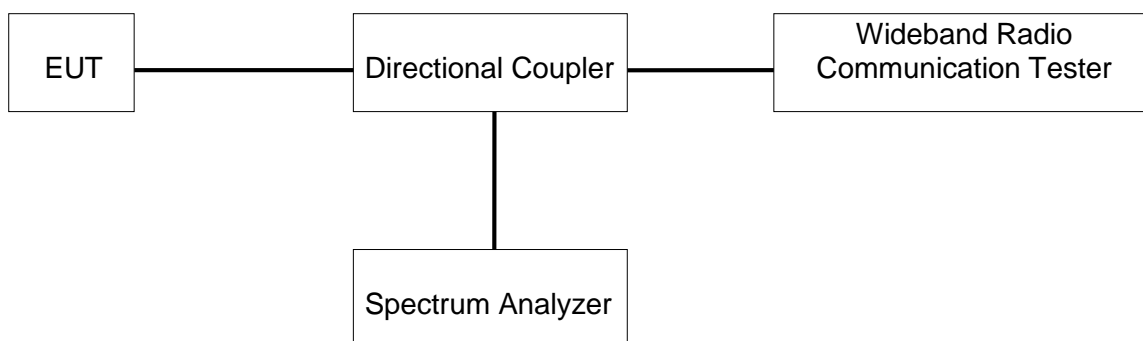 EUT
Directional Coupler
Wideband Radio
Communication Tester
Spectrum Analyzer